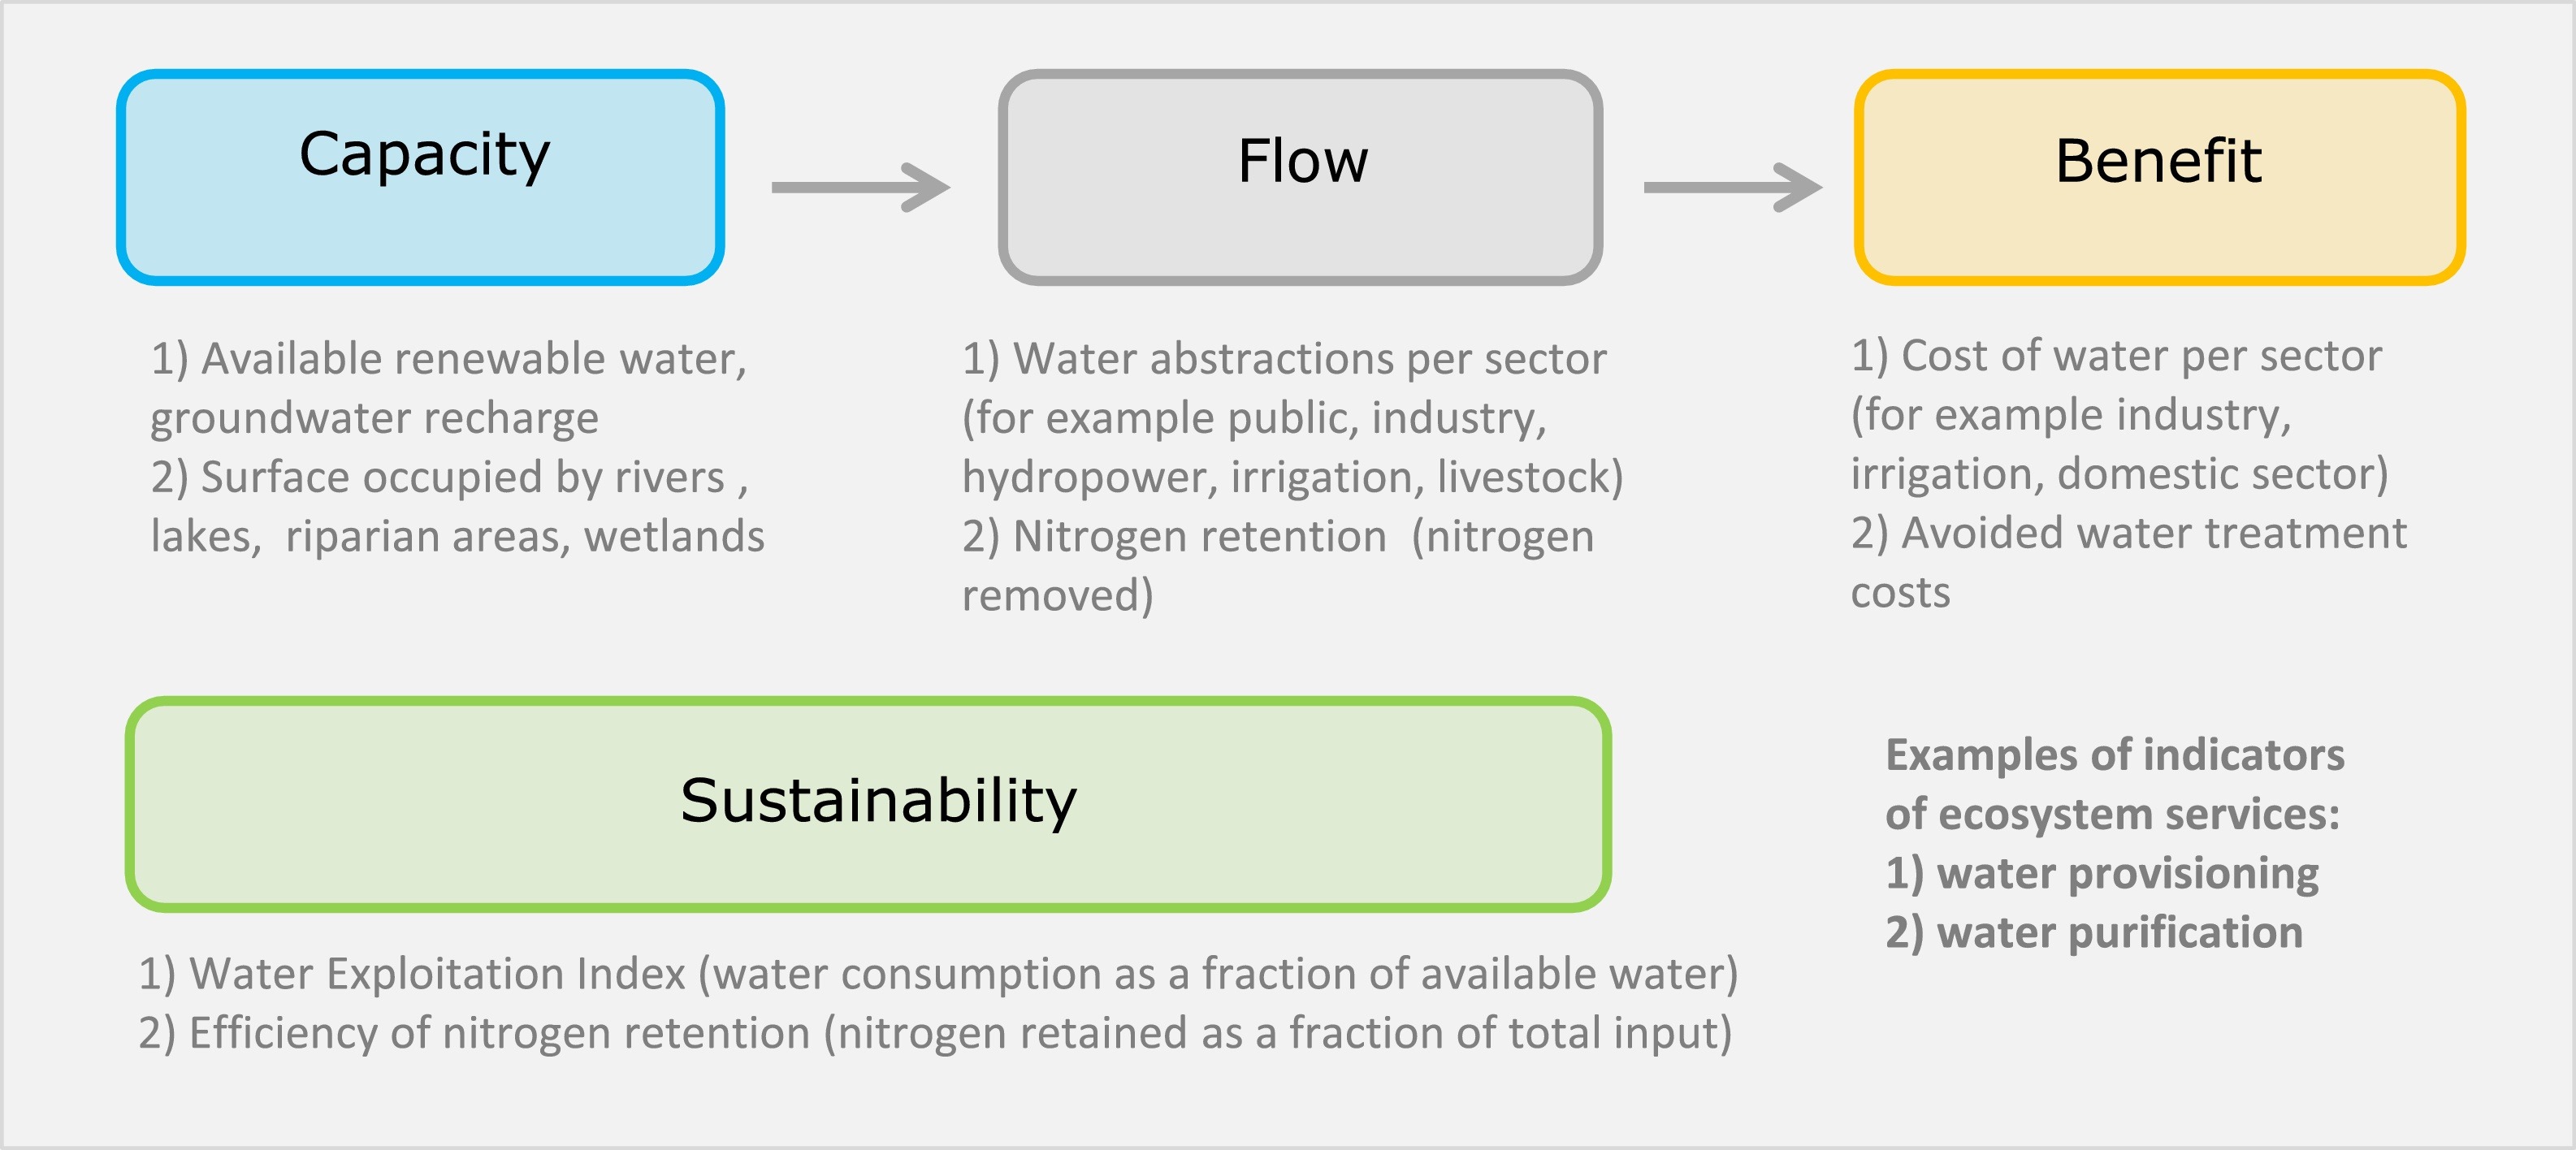 Capacity
Flow
Benefit
1) Available renewable water,
groundwater recharge
2) Surface occupied by rivers ,
lakes,  riparian areas, wetlands
1) Water abstractions per sector
(for example public, industry,
hydropower, irrigation, livestock)
2) Nitrogen retention  (nitrogen
removed)
1) Cost of water per sector
(for example industry,
irrigation, domestic sector)
2) Avoided water treatment
costs
Sustainability
1) Water Exploitation Index (water consumption as a fraction of available water)
2) Efficiency of nitrogen retention (nitrogen retained as a fraction of total input)
Examples of indicators
of ecosystem services:
1) water provisioning
2) water purification